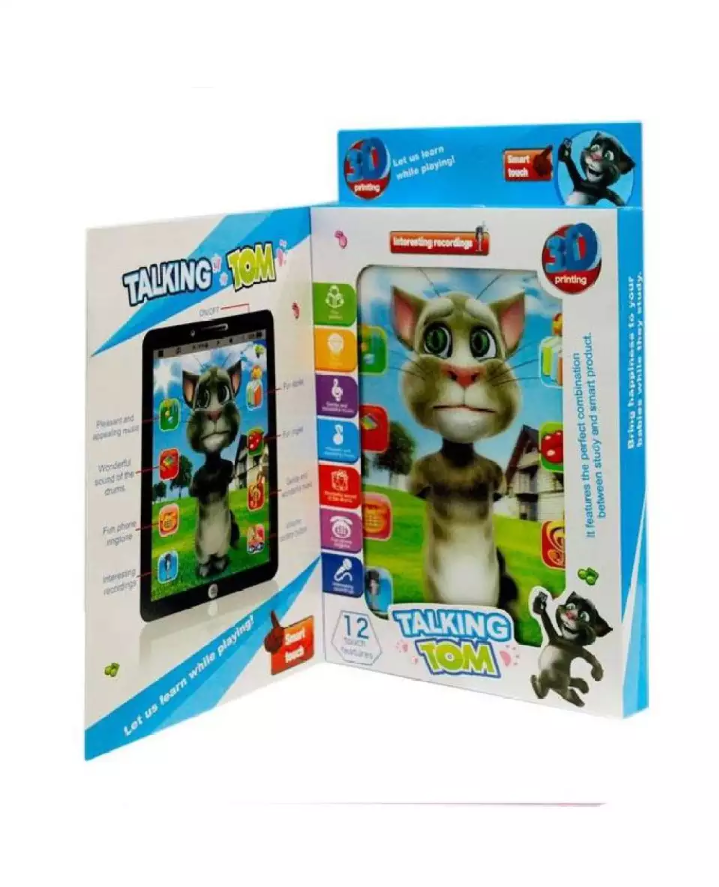 3D
printing
Let us learn
while playing!
Smart
touch
TALKING TOM
ON/OFF
Pleasant and
appealing music
Wonderful
sound of the
drums
Fun phone
ringtone
Interesting
recordings
Let us learn while playing!
Smart
touch
Interesting recordings
3D
printing
12
touch
features
TALKING
TOM
It features the perfect combination
between study and smart product.
Bring happiness to your
babies while they study.